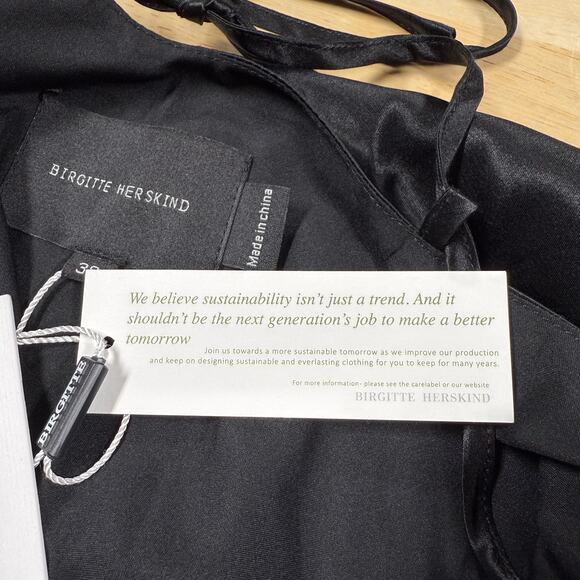 BIRGITTE HERSKIND
Made in china
We believe sustainability isn't just a trend. And it
shouldn't be the next generation's job to make a better
tomorrow
Join us towards a more sustainable tomorrow as we improve our production
and keep on designing sustainable and everlasting clothing for you to keep for many years.
For more information- please see the carelabel or our website
BIRGITTE HERSKIND
BIRGITTE